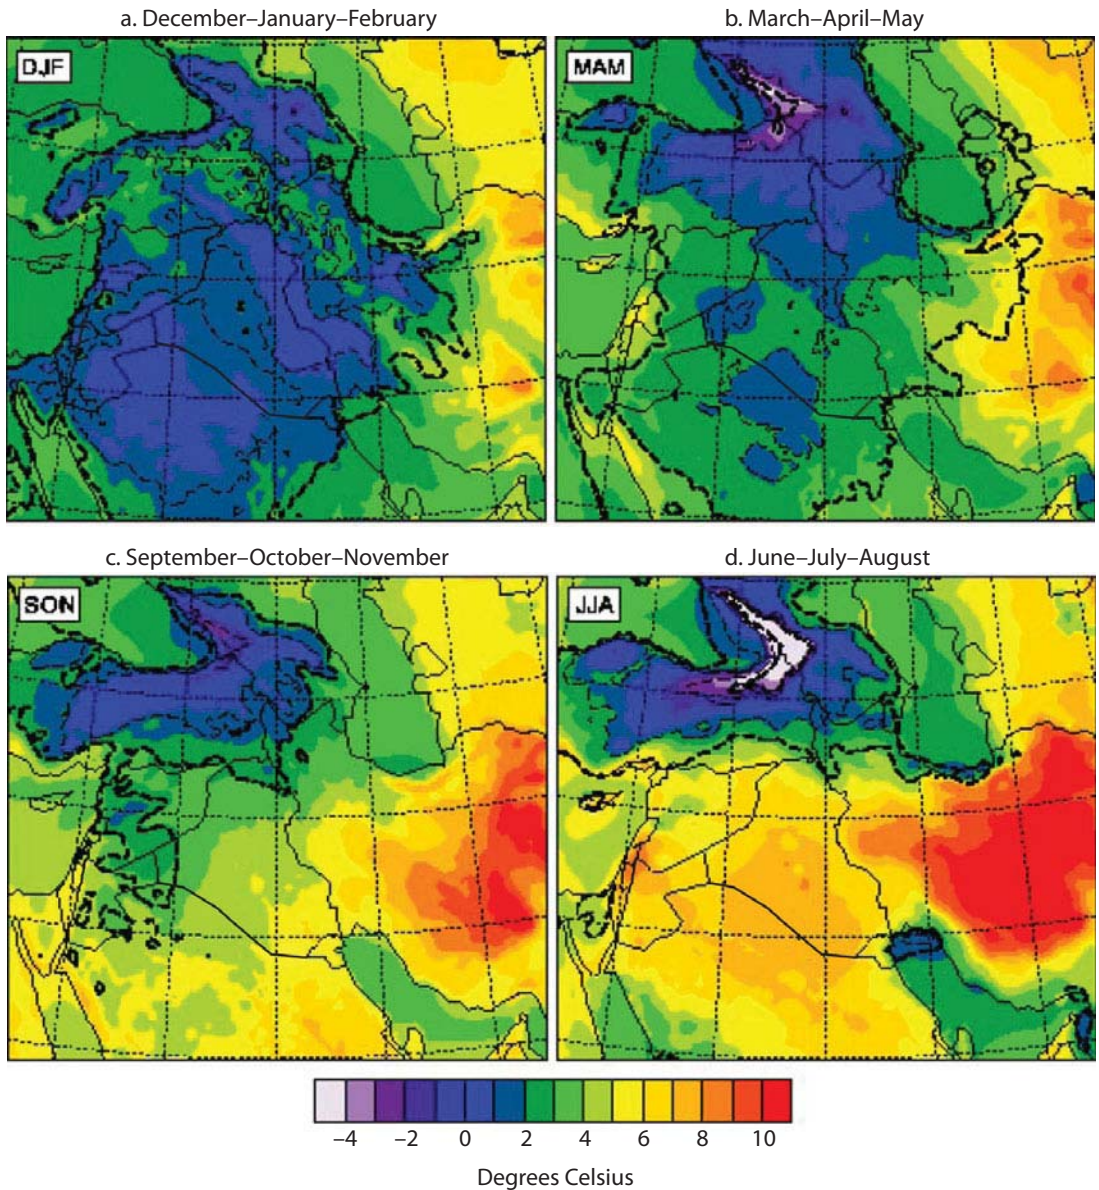 a. December–January–February
b. March–April–May
DJF
MAM
c. September–October–November
d. June–July–August
SON
JJA
–4 –2 0 2 4 6 8 10
Degrees Celsius